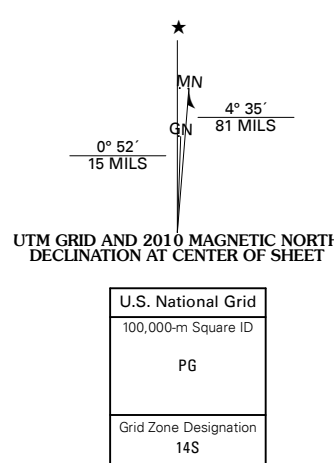 ★
MN
4° 35´
81 MILS
GN
0° 52´
15 MILS
UTM GRID AND 2010 MAGNETIC NORTH
DECLINATION AT CENTER OF SHEET
U.S. National Grid
100,000-m Square ID
PG
Grid Zone Designation
14S